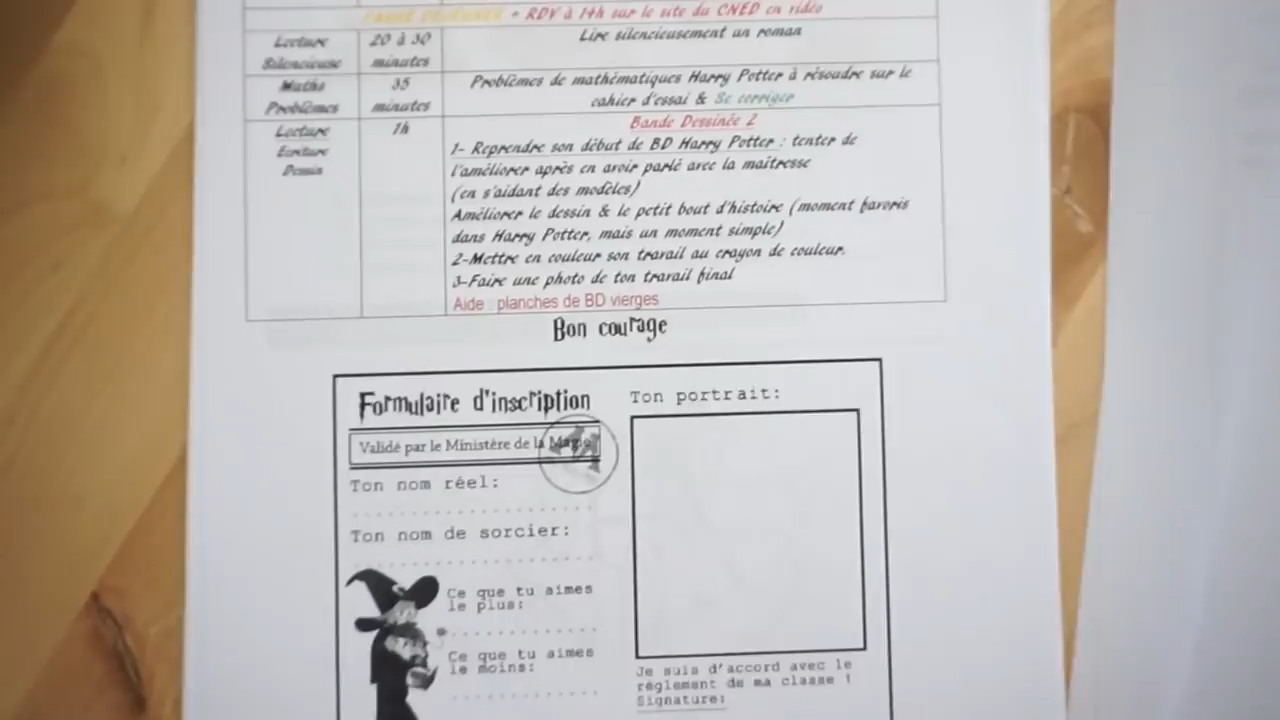 PAUSE DÉJEUNER + RDV à 14h sur le site du CNED en vidéo
Lecture
Silencieuse
20 à 30
minutes
Lire silencieusement un roman
Maths
Problèmes
35
minutes
Problèmes de mathématiques Harry Potter à résoudre sur le
cahier d'essai & Se corriger
Lecture
Ecriture
Dessin
1h
Bande Dessinée 2
1- Reprendre son début de BD Harry Potter : tenter de
l'améliorer après en avoir parlé avec la maîtresse
(en s'aidant des modèles)
Améliorer le dessin & le petit bout d'histoire (moment favoris
dans Harry Potter, mais un moment simple)
2-Mettre en couleur son travail au crayon de couleur.
3-Faire une photo de ton travail final
Aide : planches de BD vierges
Bon courage
Formulaire d'inscription
Validé par le Ministère de la Magie
Ton nom réel:
Ton nom de sorcier:
Ce que tu aimes
le plus:
Ce que tu aimes
le moins:
Ton portrait:
Je suis d'accord avec le
règlement de ma classe !
Signature: